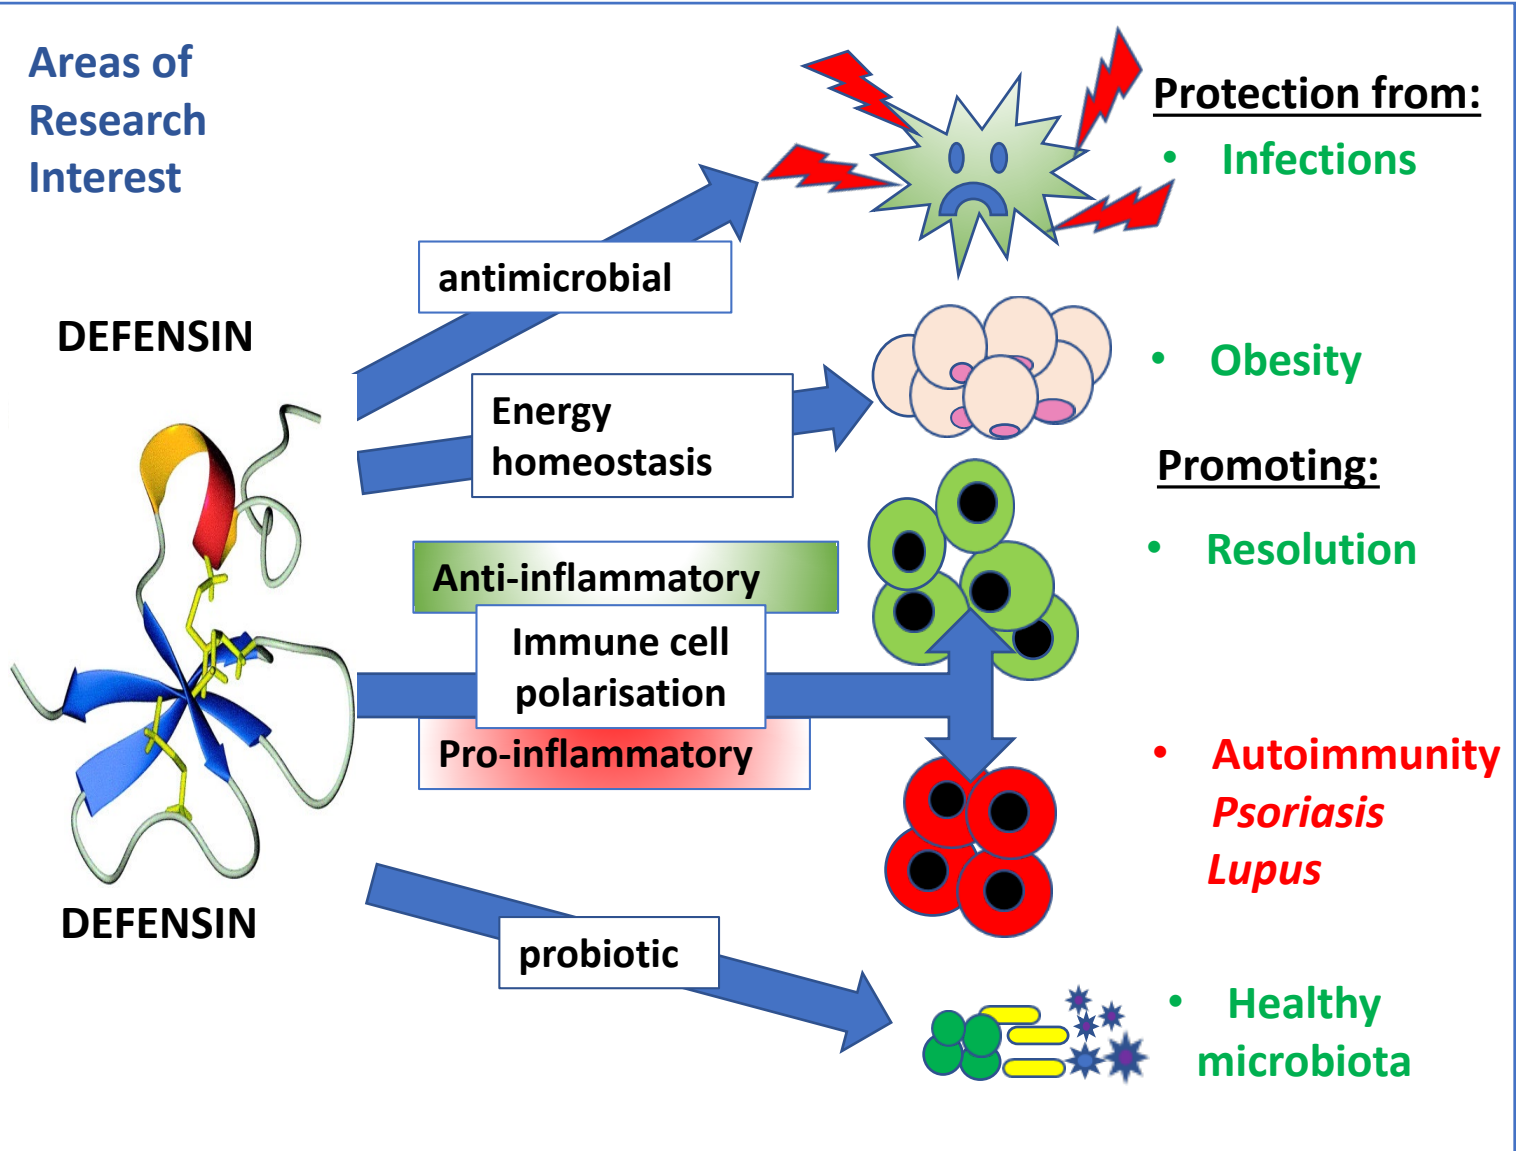 Areas of
Research
Interest
DEFENSIN
DEFENSIN
antimicrobial
Energy
homeostasis
Anti-inflammatory
Immune cell
polarisation
Pro-inflammatory
probiotic
Protection from:
• Infections
• Obesity
Promoting:
• Resolution
• Autoimmunity
Psoriasis
Lupus
• Healthy
microbiota